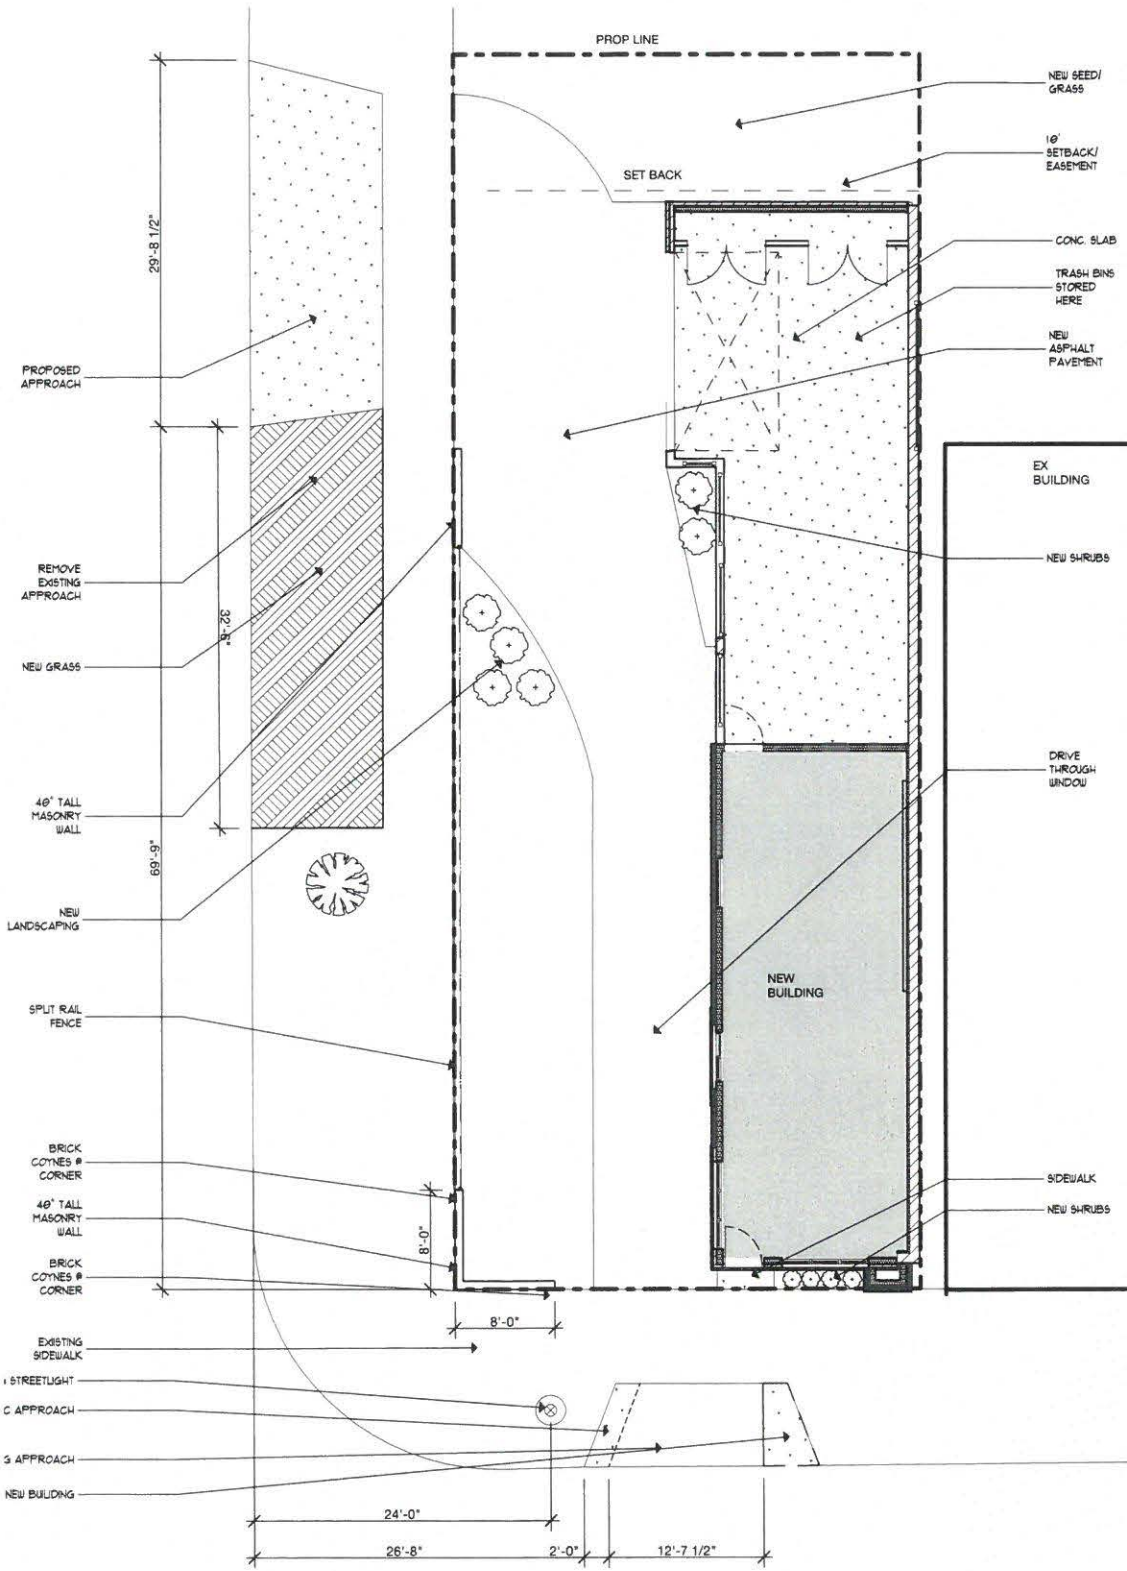 PROP LINE
NEW SEED/
GRASS
10'
SETBACK/
EASEMENT
SET BACK
CONC. SLAB
TRASH BINS
STORED
HERE
NEW
ASPHALT
PAVEMENT
29'-8 1/2"
PROPOSED
APPROACH
EX
BUILDING
REMOVE
EXISTING
APPROACH
NEW SHRUBS
32'-6"
NEW GRASS
40" TALL
MASONRY
WALL
69'-9"
DRIVE
THROUGH
WINDOW
NEW
LANDSCAPING
NEW
BUILDING
SPLIT RAIL
FENCE
BRICK
COYNES @
CORNER
SIDEWALK
40" TALL
MASONRY
WALL
NEW SHRUBS
8'-0"
BRICK
COYNES @
CORNER
8'-0"
EXISTING
SIDEWALK
STREETLIGHT
C APPROACH
G APPROACH
NEW BUILDING
24'-0"
26'-8"
2'-0"
12'-7 1/2"